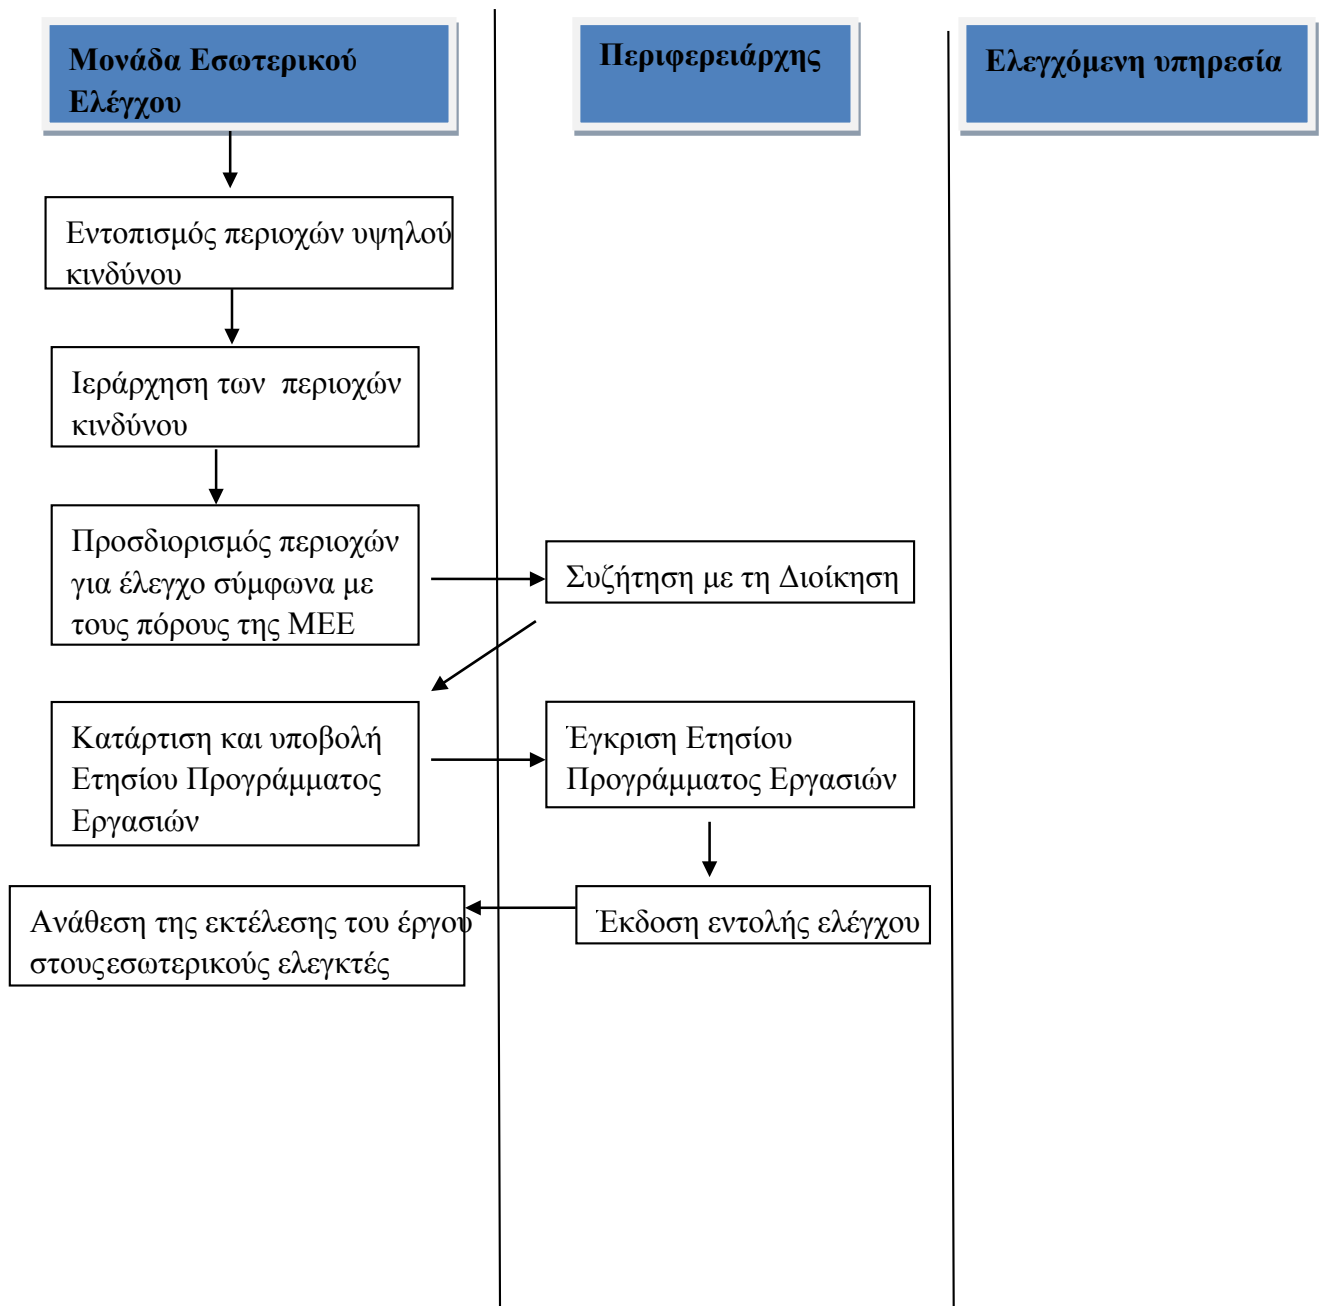 Μονάδα Εσωτερικού
Ελέγχου
Περιφερειάρχης
Ελεγχόμενη υπηρεσία
Εντοπισμός περιοχών υψηλού
κινδύνου
Ιεράρχηση των περιοχών
κινδύνου
Προσδιορισμός περιοχών
για έλεγχο σύμφωνα με
τους πόρους της ΜΕΕ
Συζήτηση με τη Διοίκηση
Κατάρτιση και υποβολή
Ετησίου Προγράμματος
Εργασιών
Έγκριση Ετησίου
Προγράμματος Εργασιών
Έκδοση εντολής ελέγχου
Ανάθεση της εκτέλεσης του έργου
στους εσωτερικούς ελεγκτές